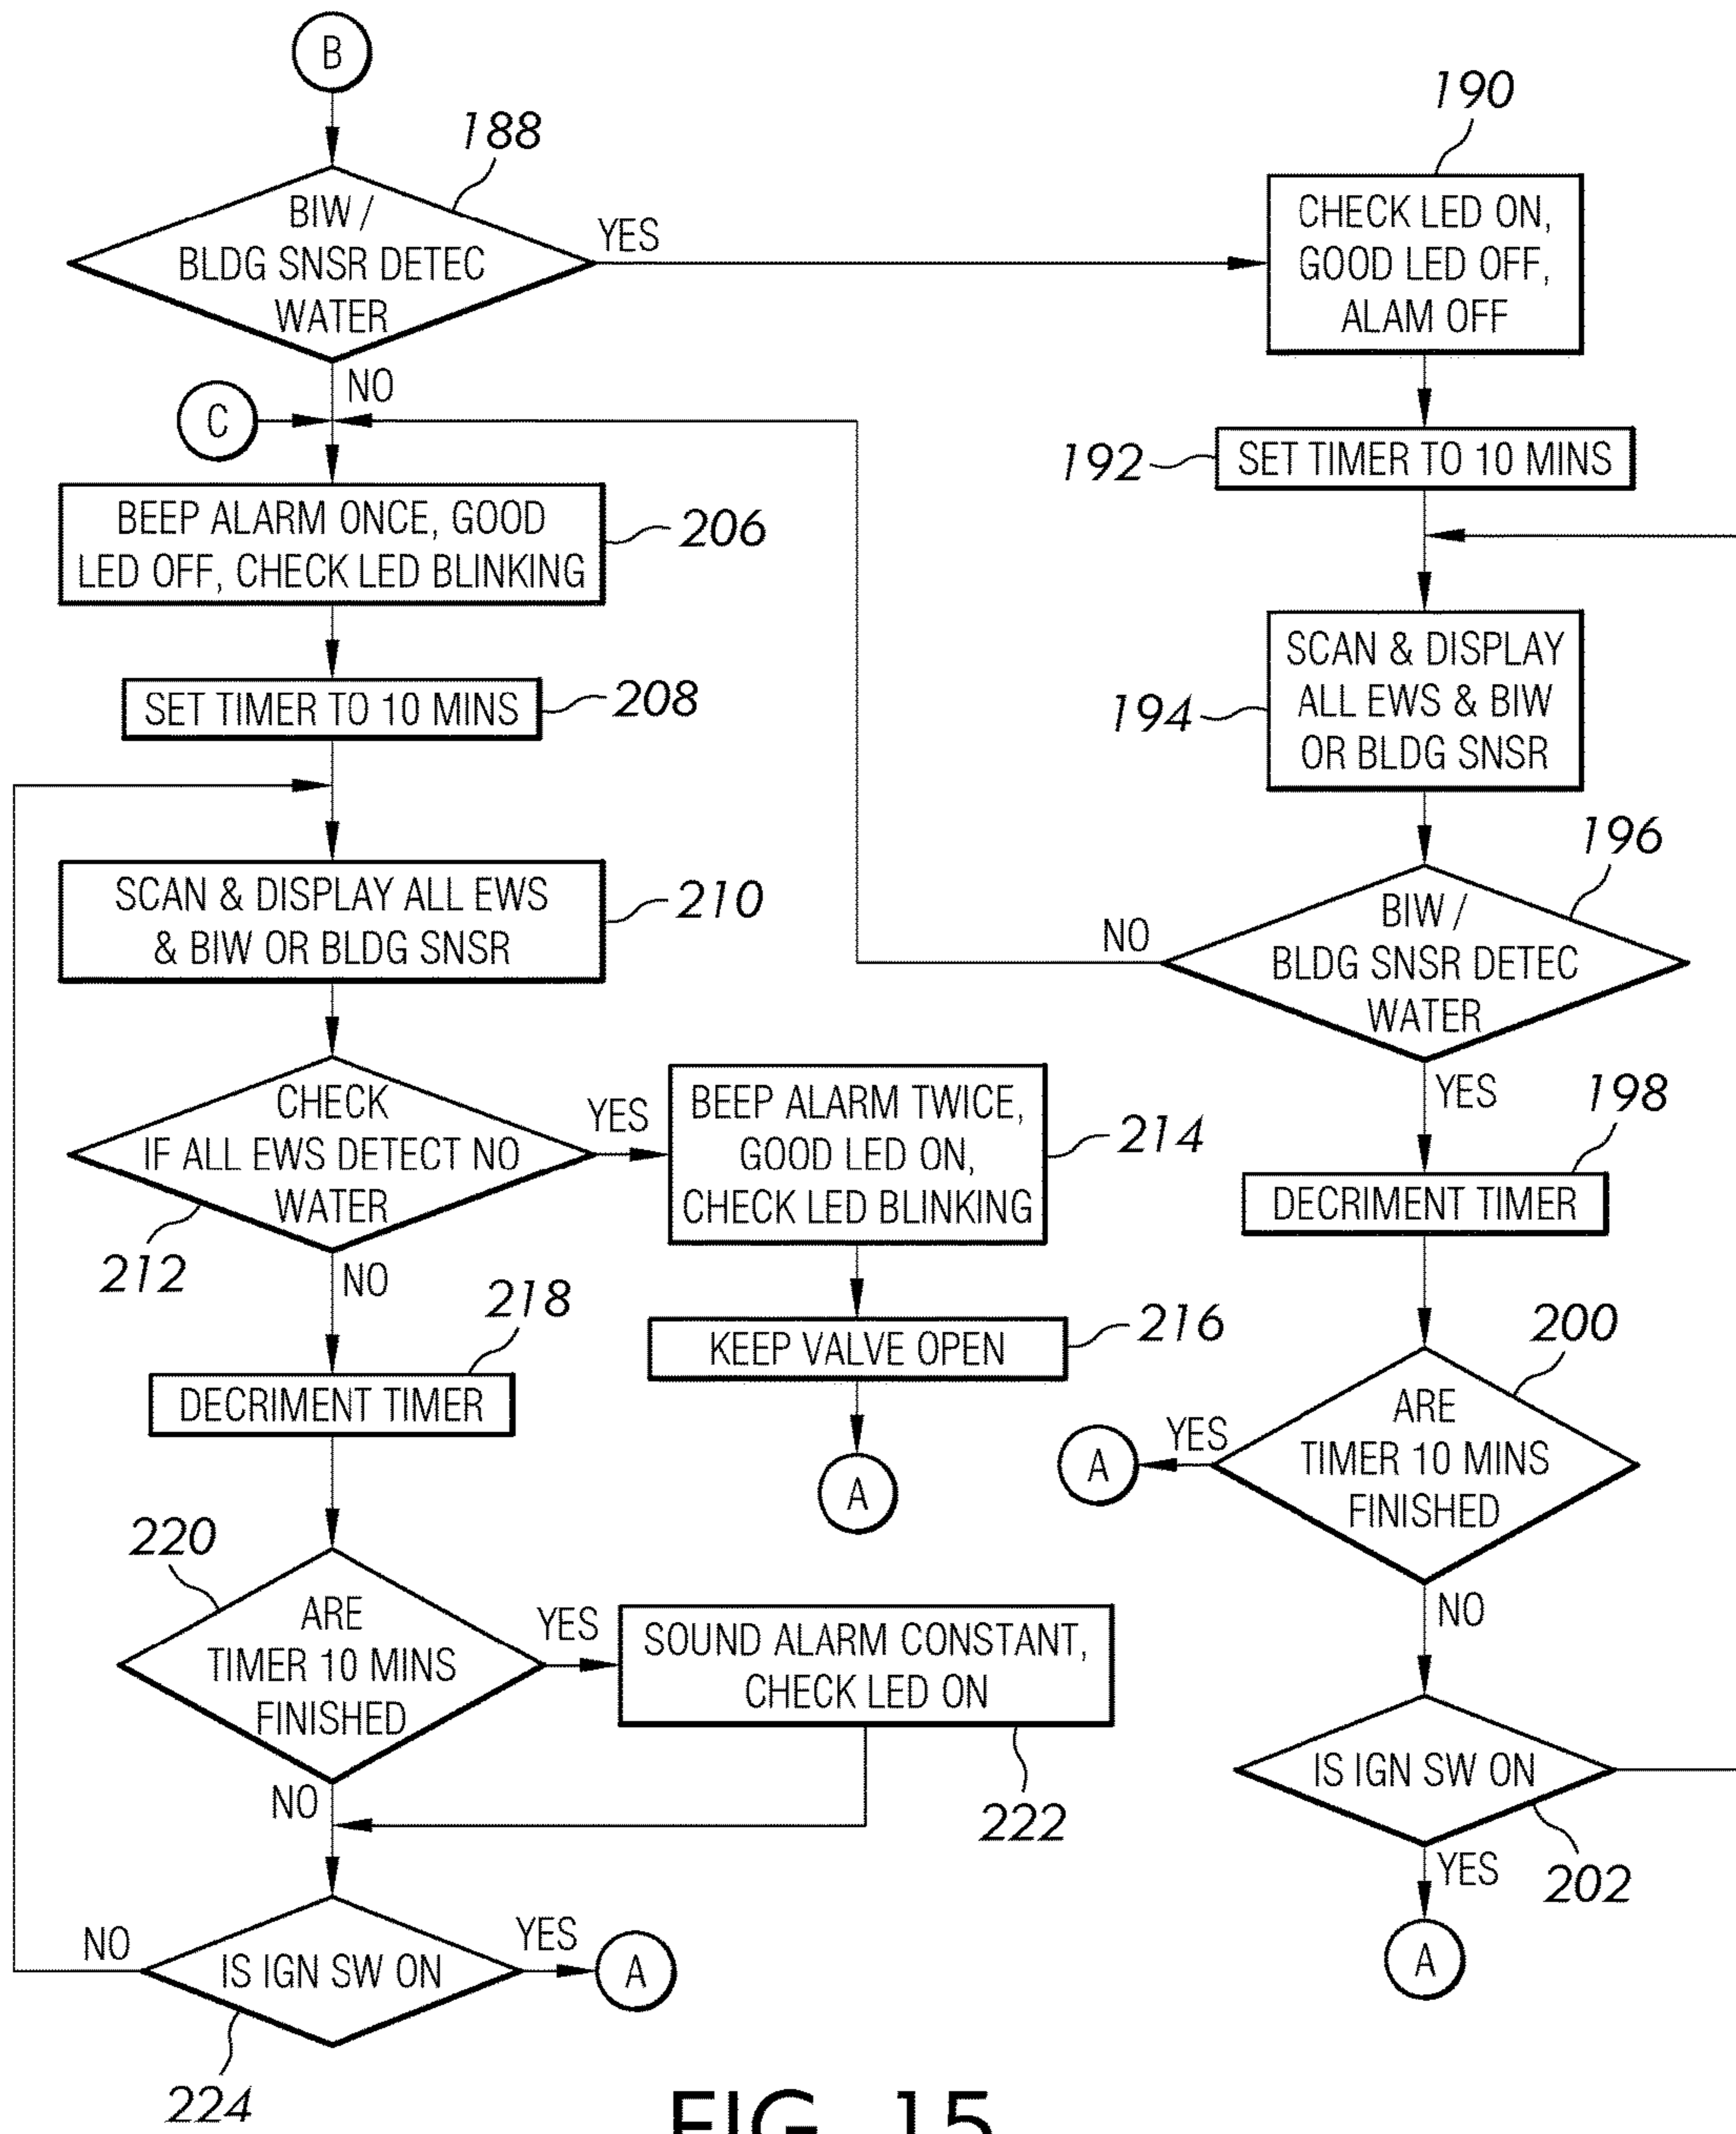 B
188
BIW /
BLDG SNSR DETEC
WATER
YES
NO
C
BEEP ALARM ONCE, GOOD
LED OFF, CHECK LED BLINKING
206
SET TIMER TO 10 MINS
208
SCAN & DISPLAY ALL EWS
& BIW OR BLDG SNSR
210
CHECK
IF ALL EWS DETECT NO
WATER
212
YES
NO
BEEP ALARM TWICE,
GOOD LED ON,
CHECK LED BLINKING
214
KEEP VALVE OPEN
216
A
218
DECRIMENT TIMER
220
ARE
TIMER 10 MINS
FINISHED
YES
NO
SOUND ALARM CONSTANT,
CHECK LED ON
222
IS IGN SW ON
NO
YES
A
224
190
CHECK LED ON,
GOOD LED OFF,
ALAM OFF
192
SET TIMER TO 10 MINS
194
SCAN & DISPLAY
ALL EWS & BIW
OR BLDG SNSR
196
BIW /
BLDG SNSR DETEC
WATER
NO
YES
198
DECRIMENT TIMER
200
ARE
TIMER 10 MINS
FINISHED
YES
A
NO
IS IGN SW ON
202
YES
A
FIG. 15